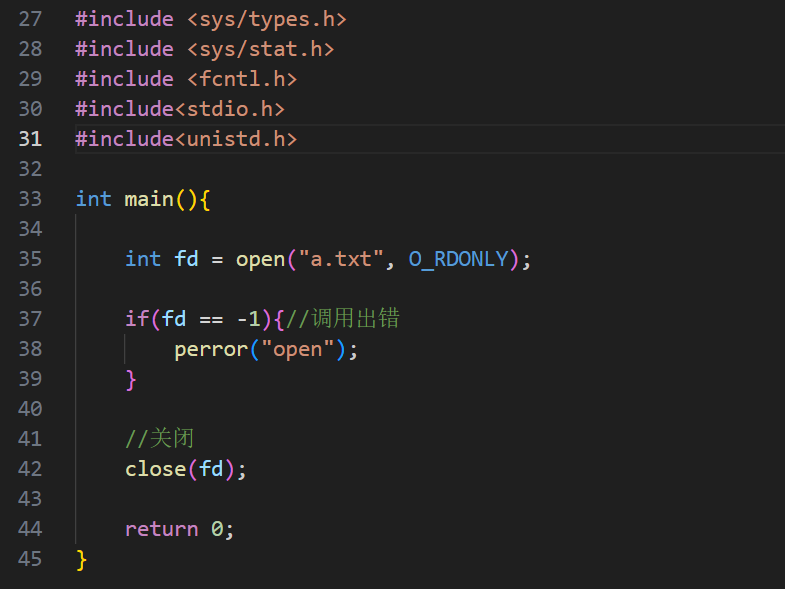 27 #include <sys/types.h>
28 #include <sys/stat.h>
29 #include <fcntl.h>
30 #include<stdio.h>
31 #include<unistd.h>
32
33 int main(){
34
35 int fd = open("a.txt", O_RDONLY);
36
37 if(fd == -1){//调用出错
38 perror("open");
39 }
40
41 //关闭
42 close(fd);
43
44 return 0;
45 }